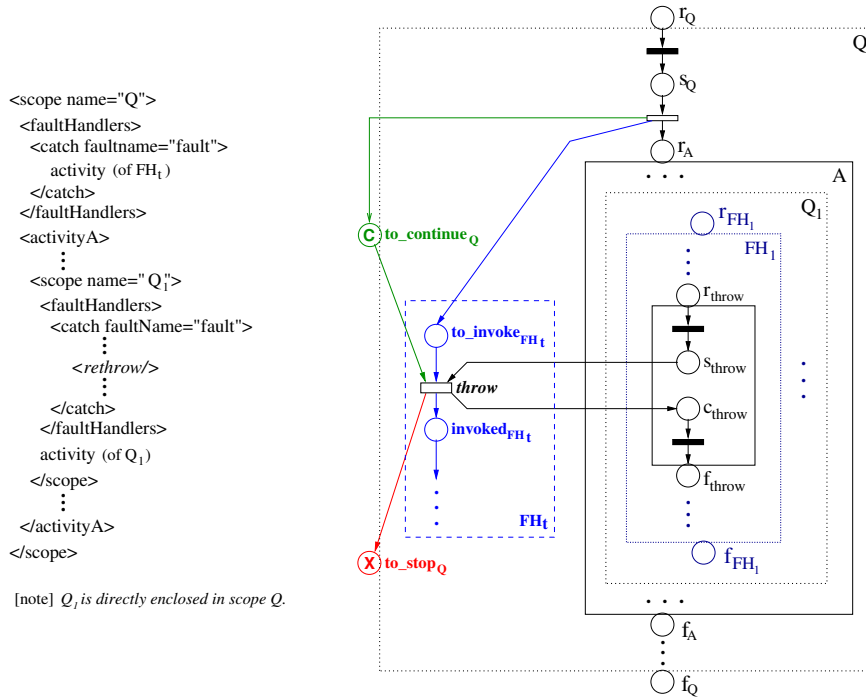 <scope name="Q">
<faultHandlers>
<catch faultname="fault">
activity (of FHt)
</catch>
</faultHandlers>
<activityA>
<scope name=" Q1">
<faultHandlers>
<catch faultName="fault">
<rethrow/>
</catch>
</faultHandlers>
activity (of Q1)
</scope>
</activityA>
</scope>
[note] Q1 is directly enclosed in scope Q.
rQ
Q
sQ
rA
A
Q1
rFH1
FH1
C to_continueQ
rthrow
to_invokeFHt
sthrow
throw
cthrow
invokedFHt
fthrow
FHt
fFH1
X to_stopQ
fA
fQ